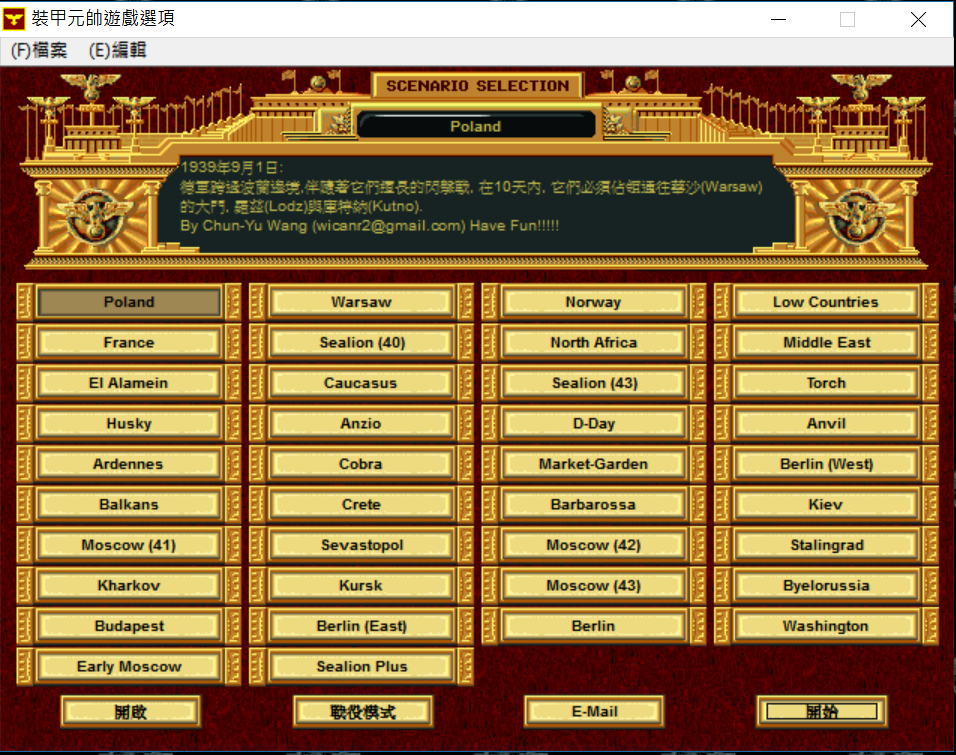 裝甲元帥遊戲選項
(F)檔案 (E)編輯
SCENARIO SELECTION
Poland
1939年9月1日:
德軍跨過波蘭邊境,伴隨著它們擅長的閃擊戰, 在10天內, 它們必須佔領通往華沙(Warsaw)
的大門, 羅茲(Lodz)與庫特納(Kutno).
By Chun-Yu Wang (wicanr2@gmail.com) Have Fun!!!!!
Poland Warsaw Norway Low Countries
France Sealion (40) North Africa Middle East
El Alamein Caucasus Sealion (43) Torch
Husky Anzio D-Day Anvil
Ardennes Cobra Market-Garden Berlin (West)
Balkans Crete Barbarossa Kiev
Moscow (41) Sevastopol Moscow (42) Stalingrad
Kharkov Kursk Moscow (43) Byelorussia
Budapest Berlin (East) Berlin Washington
Early Moscow Sealion Plus
開啟 戰役模式 E-Mail 開始